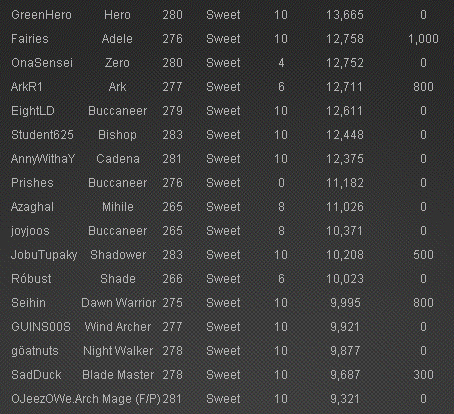 GreenHero Hero 280 Sweet 10 13,665 0
Fairies Adele 276 Sweet 10 12,758 1,000
OnaSensei Zero 280 Sweet 4 12,752 0
ArkR1 Ark 277 Sweet 6 12,711 800
EightLD Buccaneer 279 Sweet 10 12,611 0
Student625 Bishop 283 Sweet 10 12,448 0
AnnyWithaY Cadena 281 Sweet 10 12,375 0
Prishes Buccaneer 276 Sweet 0 11,182 0
Azaghal Mihile 265 Sweet 8 11,026 0
joyjoos Buccaneer 265 Sweet 8 10,371 0
JobuTupaky Shadower 283 Sweet 10 10,208 500
Róbust Shade 266 Sweet 6 10,023 0
Seihin Dawn Warrior 275 Sweet 10 9,995 800
GUINS00S Wind Archer 277 Sweet 10 9,921 0
göatnuts Night Walker 278 Sweet 10 9,877 0
SadDuck Blade Master 278 Sweet 10 9,687 300
OJeezOWe. Arch Mage (F/P) 281 Sweet 10 9,321 0